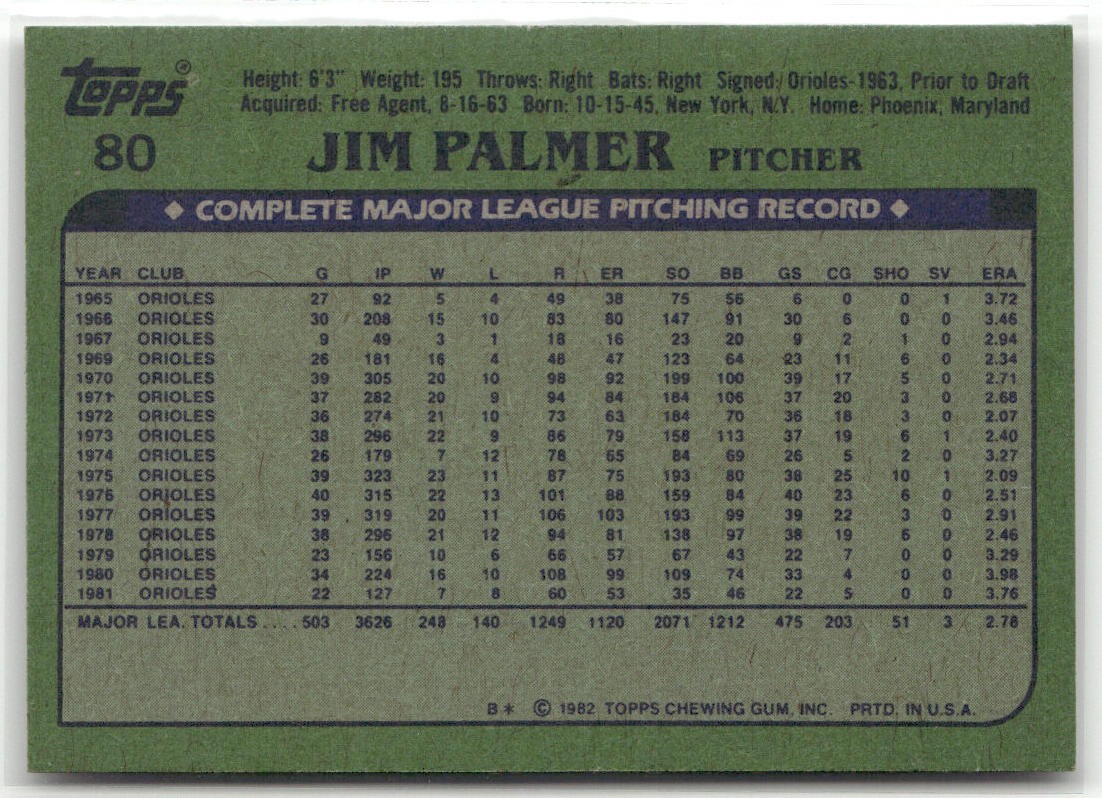 Topps®
Height: 6'3" Weight: 195 Throws: Right Bats: Right Signed: Orioles-1963, Prior to Draft
Acquired: Free Agent, 8-16-63 Born: 10-15-45, New York, N.Y. Home: Phoenix, Maryland
80 JIM PALMER PITCHER
◆ COMPLETE MAJOR LEAGUE PITCHING RECORD ◆
YEAR CLUB G IP W L R ER SO BB GS CG SHO SV ERA
1965 ORIOLES 27 92 5 4 49 38 75 56 6 0 0 1 3.72
1966 ORIOLES 30 208 15 10 83 80 147 91 30 6 0 0 3.46
1967 ORIOLES 9 49 3 1 18 16 23 20 9 2 1 0 2.94
1969 ORIOLES 26 181 16 4 48 47 123 64 23 11 6 0 2.34
1970 ORIOLES 39 305 20 10 98 92 199 100 39 17 5 0 2.71
1971 ORIOLES 37 282 20 9 94 84 184 106 37 20 3 0 2.68
1972 ORIOLES 36 274 21 10 73 63 184 70 36 18 3 0 2.07
1973 ORIOLES 38 296 22 9 86 79 158 113 37 19 6 1 2.40
1974 ORIOLES 26 179 7 12 78 65 84 69 26 5 2 0 3.27
1975 ORIOLES 39 323 23 11 87 75 193 80 38 25 10 1 2.09
1976 ORIOLES 40 315 22 13 101 88 159 84 40 23 6 0 2.51
1977 ORIOLES 39 319 20 11 106 103 193 99 39 22 3 0 2.91
1978 ORIOLES 38 296 21 12 94 81 138 97 38 19 6 0 2.46
1979 ORIOLES 23 156 10 6 66 57 67 43 22 7 0 0 3.29
1980 ORIOLES 34 224 16 10 108 99 109 74 33 4 0 0 3.98
1981 ORIOLES 22 127 7 8 60 53 35 46 22 5 0 0 3.76
MAJOR LEA. TOTALS .... 503 3626 248 140 1249 1120 2071 1212 475 203 51 3 2.78
B* © 1982 TOPPS CHEWING GUM, INC. PRTD. IN U.S.A.